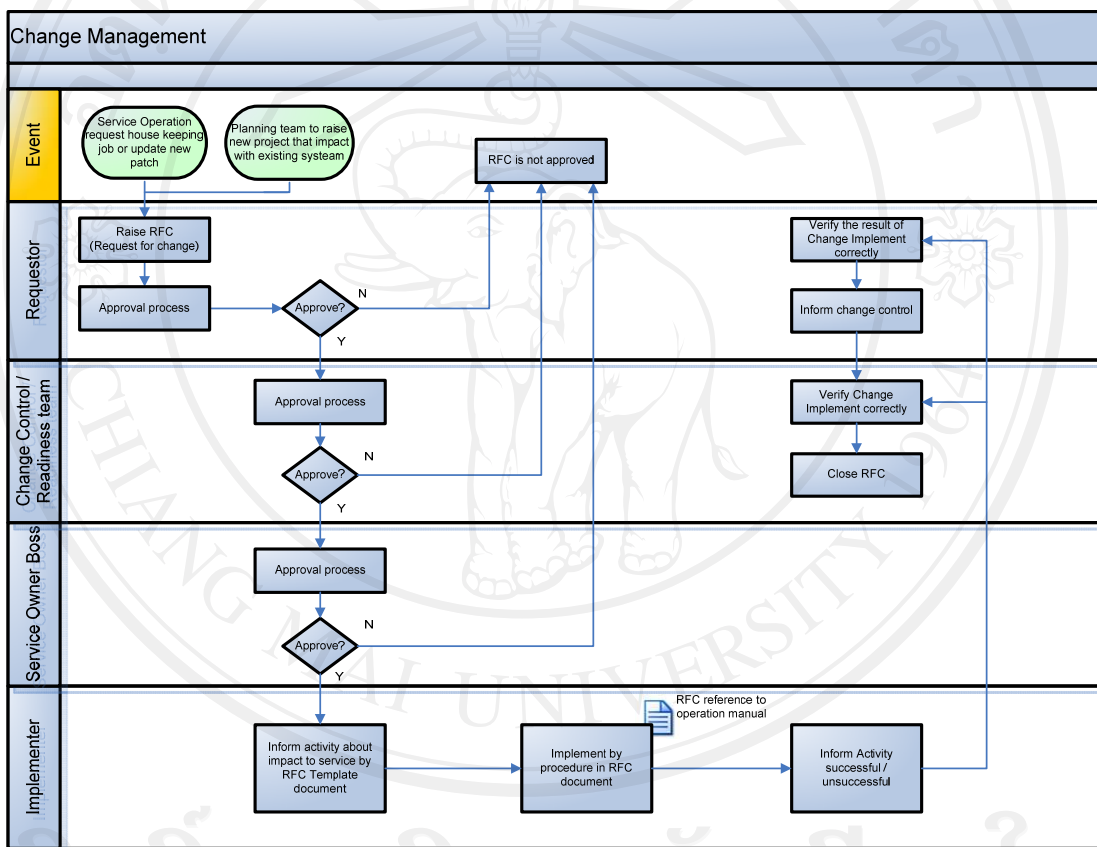 Change Management
Event
Service Operation
request house keeping
job or update new
patch
Planning team to raise
new project that impact
with existing systeam
RFC is not approved
Requestor
Raise RFC
(Request for change)
Approval process
Approve?
N
Y
Verify the result of
Change Implement
correctly
Inform change control
Change Control /
Readiness team
Approval process
Approve?
N
Y
Verify Change
Implement correctly
Close RFC
Service Owner Boss
Approval process
Approve?
N
Y
Implementer
Inform activity about
impact to service by
RFC Template
document
RFC reference to
operation manual
Implement by
procedure in RFC
document
Inform Activity
successful /
unsuccessful
CHIANG MAI UNIVERSITY 1964